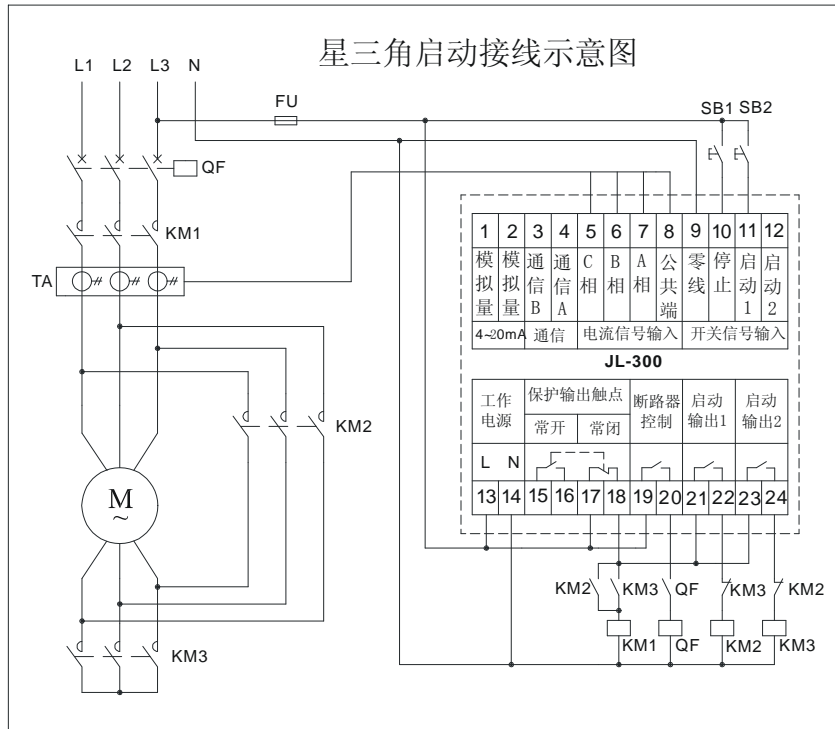 星三角启动接线示意图
L1 L2 L3 N
FU
SB1 SB2
QF
KM1
TA
1 2 3 4 5 6 7 8 9 10 11 12
模拟量 模拟量 通信B 通信A C相 B相 A相 公共端 零线 停止 启动1 启动2
4~20mA 通信 电流信号输入 开关信号输入
JL-300
工作电源 保护输出触点 断路器控制 启动输出1 启动输出2
常开 常闭
L N
13 14 15 16 17 18 19 20 21 22 23 24
KM2
M
~
KM2 KM3 QF KM3 KM2
KM1 QF KM2 KM3
KM3